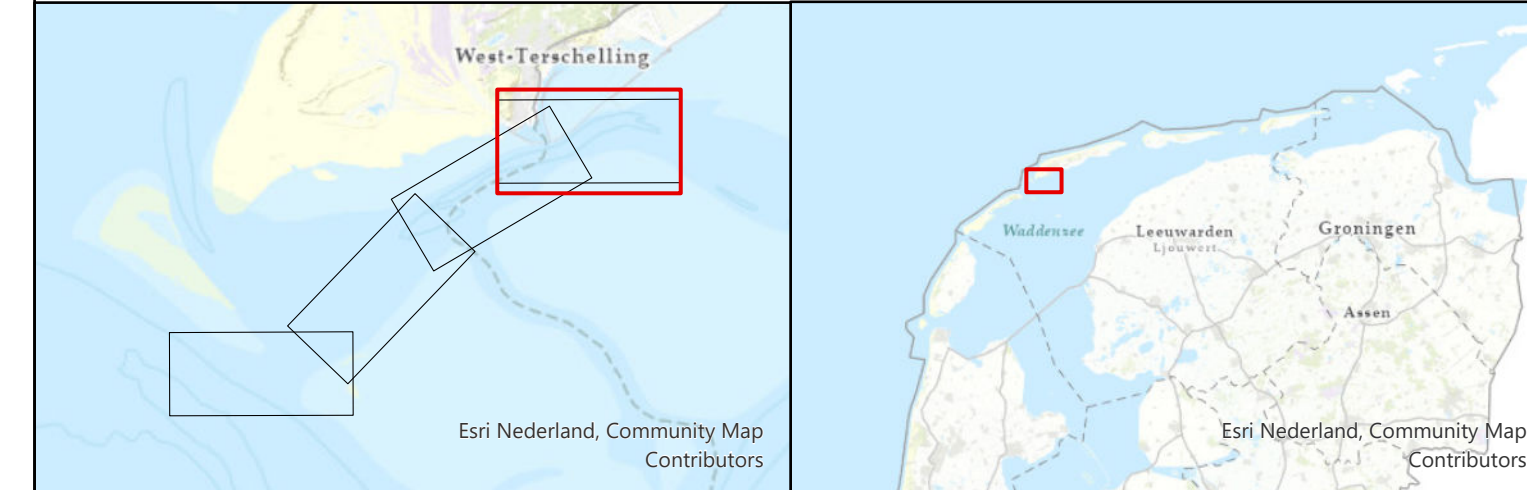 West-Terschelling
Esri Nederland, Community Map
Contributors
Waddenzee
Leeuwarden
Ljouwert
Groningen
Assen
Esri Nederland, Community Map
Contributors